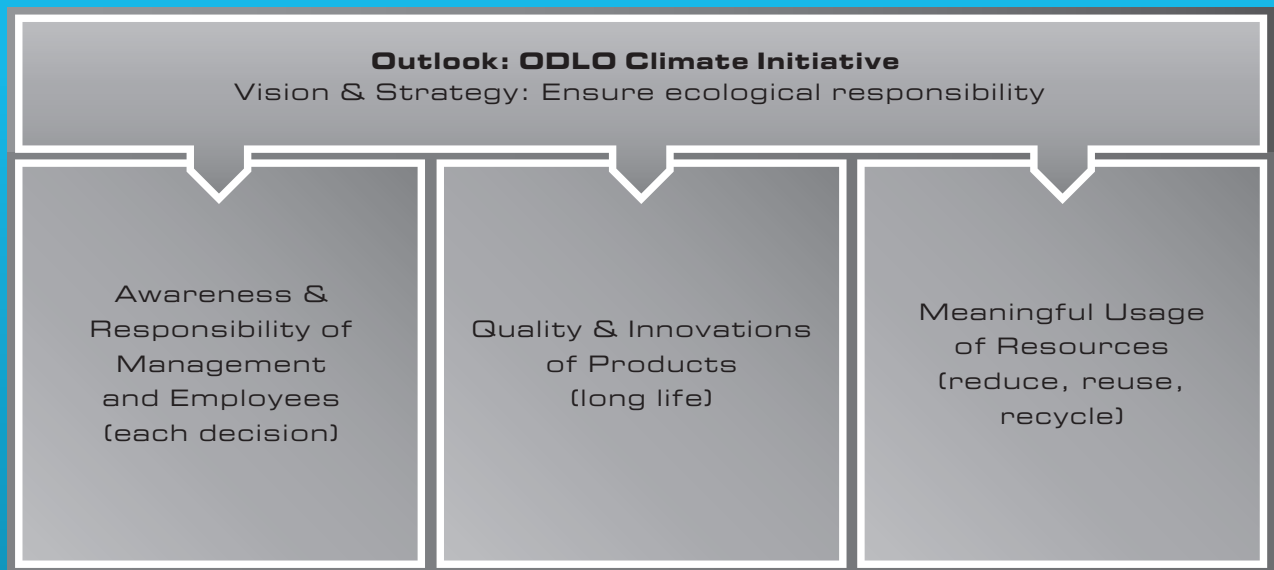 Outlook: ODLO Climate Initiative
Vision & Strategy: Ensure ecological responsibility
Awareness &
Responsibility of
Management
and Employees
(each decision)
Quality & Innovations
of Products
(long life)
Meaningful Usage
of Resources
(reduce, reuse,
recycle)